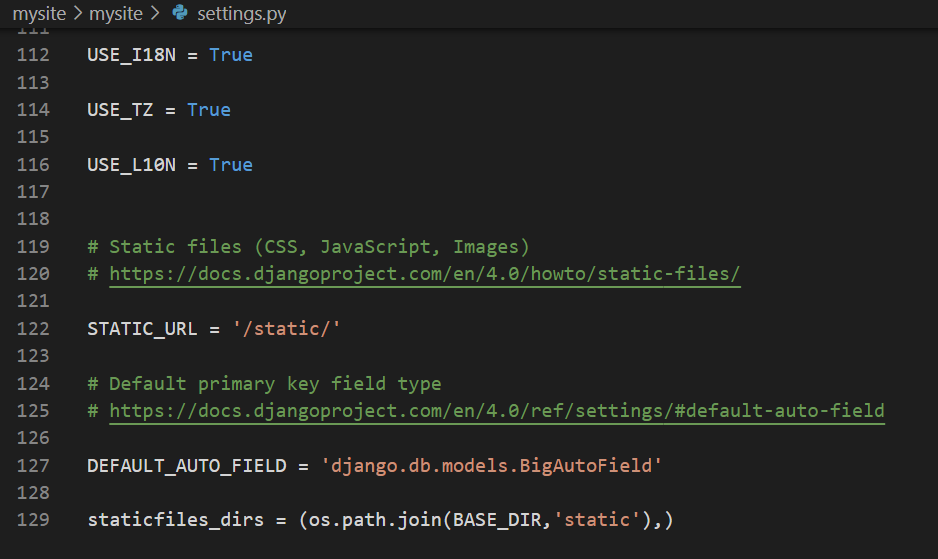 mysite > mysite > settings.py
111
112 USE_I18N = True
113
114 USE_TZ = True
115
116 USE_L10N = True
117
118
119 # Static files (CSS, JavaScript, Images)
120 # https://docs.djangoproject.com/en/4.0/howto/static-files/
121
122 STATIC_URL = '/static/'
123
124 # Default primary key field type
125 # https://docs.djangoproject.com/en/4.0/ref/settings/#default-auto-field
126
127 DEFAULT_AUTO_FIELD = 'django.db.models.BigAutoField'
128
129 staticfiles_dirs = (os.path.join(BASE_DIR,'static'),)